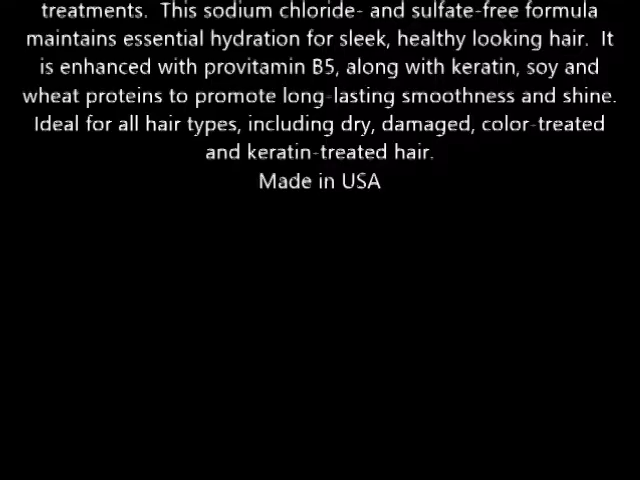 treatments. This sodium chloride- and sulfate-free formula
maintains essential hydration for sleek, healthy looking hair. It
is enhanced with provitamin B5, along with keratin, soy and
wheat proteins to promote long-lasting smoothness and shine.
Ideal for all hair types, including dry, damaged, color-treated
and keratin-treated hair.
Made in USA